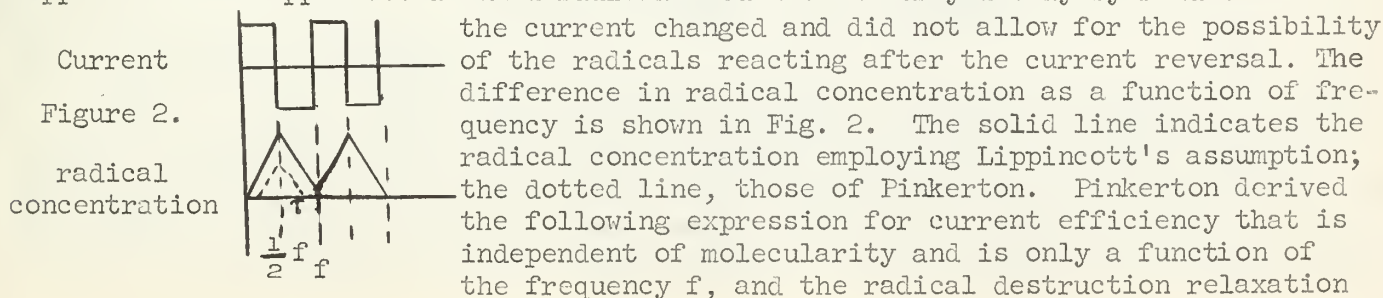 the current changed and did not allow for the possibility
of the radicals reacting after the current reversal. The
difference in radical concentration as a function of fre-
quency is shown in Fig. 2. The solid line indicates the
radical concentration employing Lippincott's assumption;
the dotted line, those of Pinkerton. Pinkerton derived
the following expression for current efficiency that is
independent of molecularity and is only a function of
the frequency f, and the radical destruction relaxation
Current
Figure 2.
radical
concentration
1/2 f
f